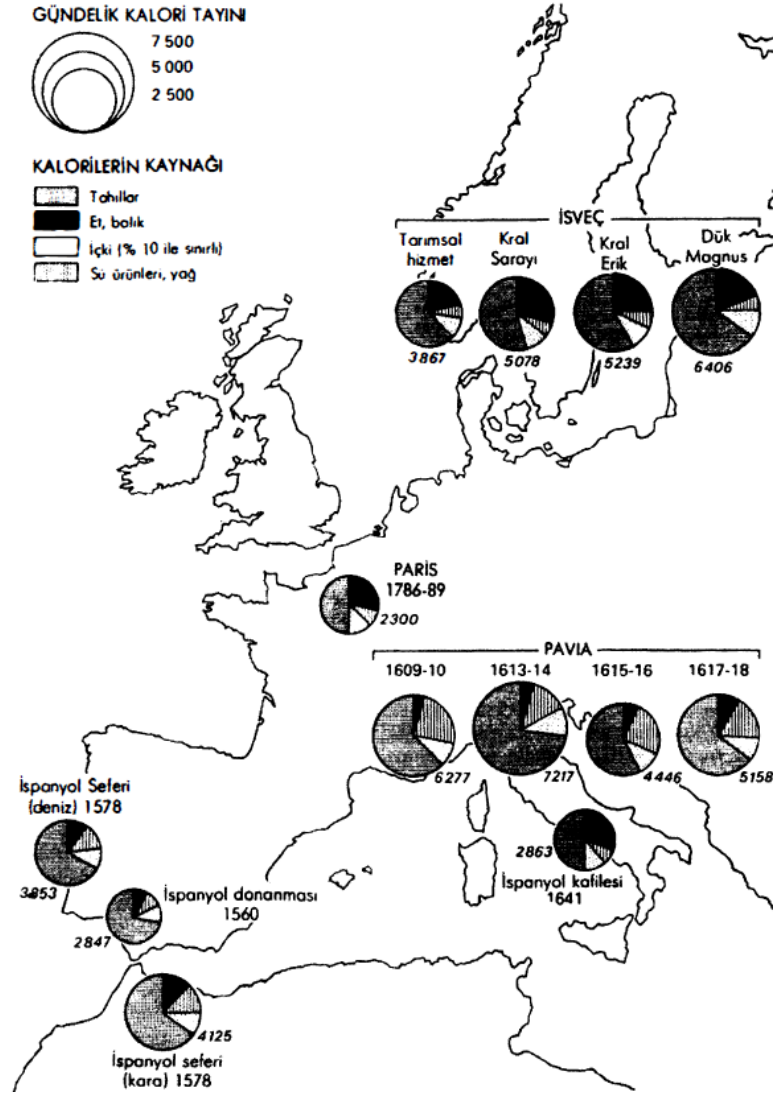 GÜNDELİK KALORİ TAYINI
7 500
5 000
2 500
KALORİLERİN KAYNAĞI
Tahıllar
Et, balık
İçki (% 10 ile sınırlı)
Sü ürünleri, yağ
İSVEÇ
Tarımsal
hizmet
3867
Kral
Sarayı
5078
Kral
Erik
5239
Dük
Magnus
6406
PARİS
1786-89
2300
PAVIA
1609-10
6277
1613-14
7217
1615-16
4446
1617-18
5158
İspanyol Seferi
(deniz) 1578
3853
İspanyol donanması
1560
2847
2863
İspanyol kafilesi
1641
4125
İspanyol seferi
(kara) 1578